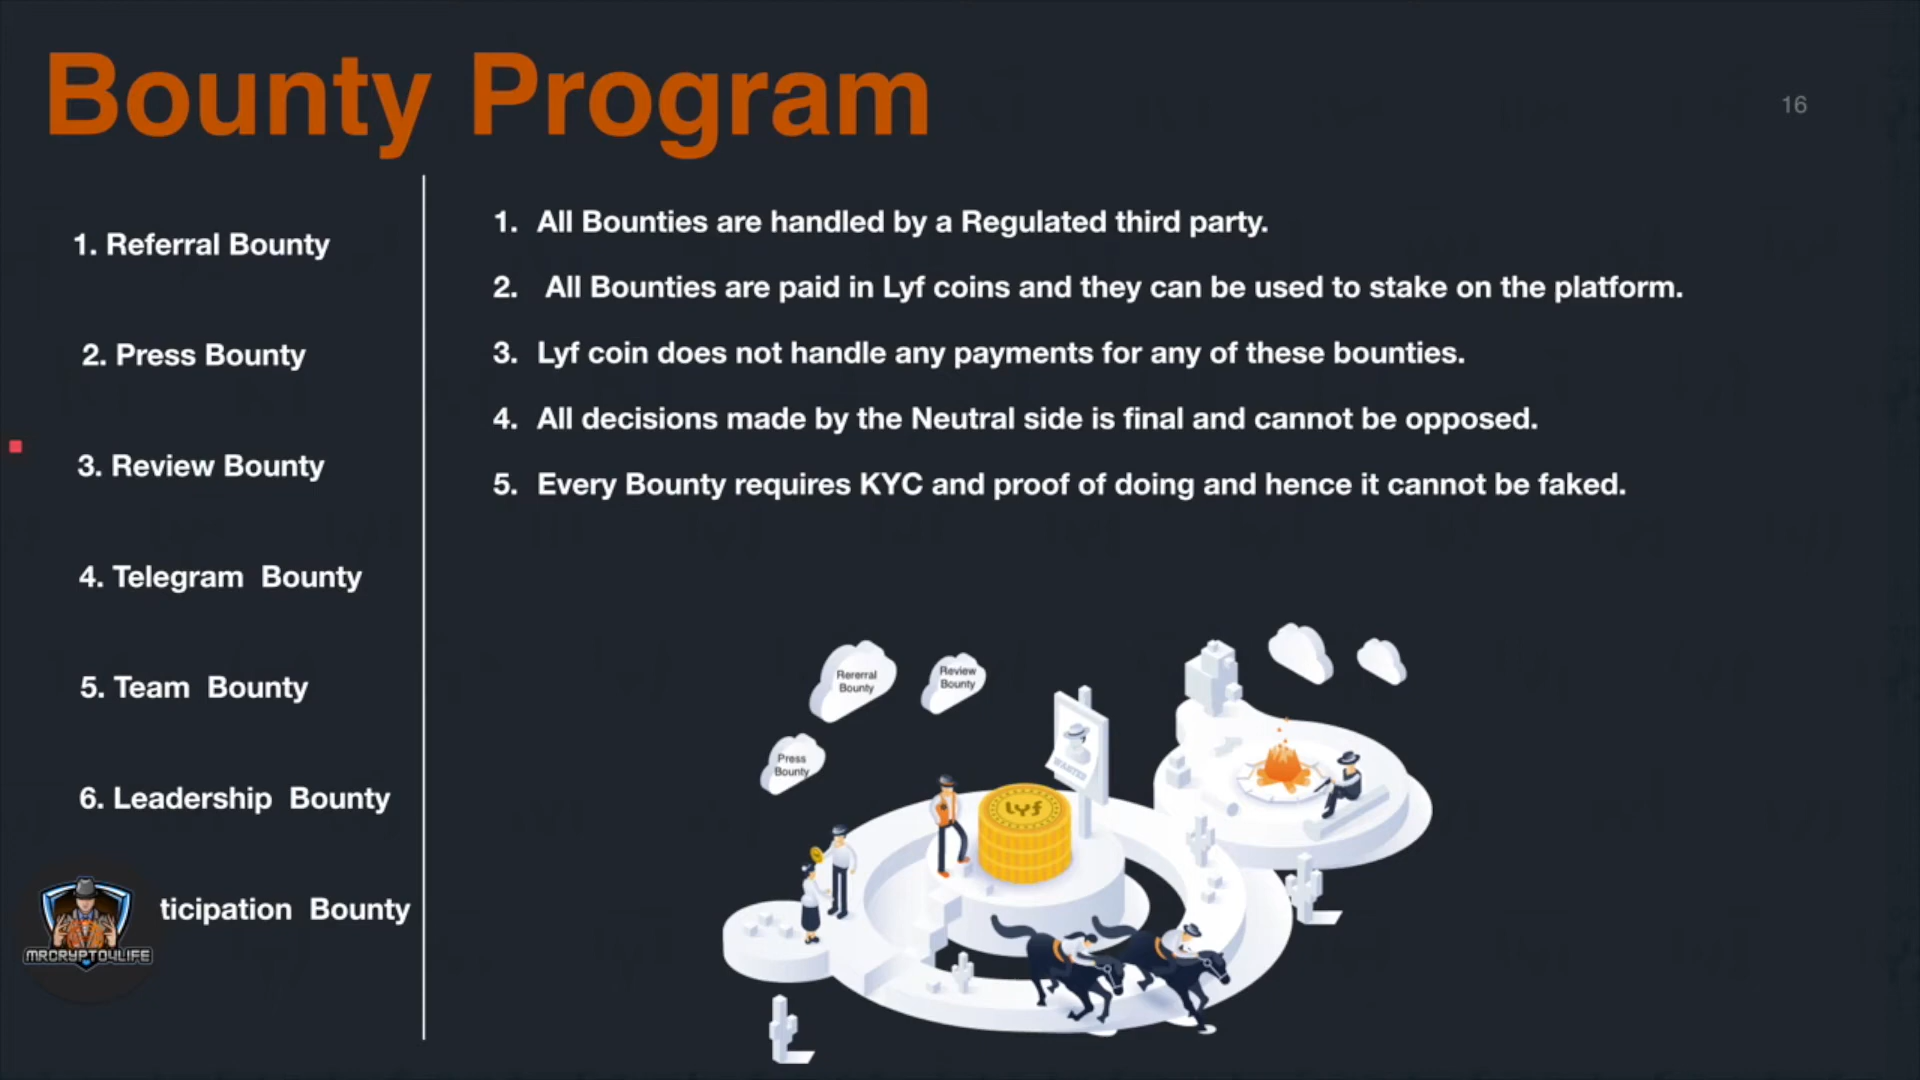 Bounty Program
16
1. Referral Bounty
2. Press Bounty
3. Review Bounty
4. Telegram Bounty
5. Team Bounty
6. Leadership Bounty
ticipation Bounty
MRCRYPTO4LIFE
1. All Bounties are handled by a Regulated third party.
2. All Bounties are paid in Lyf coins and they can be used to stake on the platform.
3. Lyf coin does not handle any payments for any of these bounties.
4. All decisions made by the Neutral side is final and cannot be opposed.
5. Every Bounty requires KYC and proof of doing and hence it cannot be faked.
Rererral
Bounty
Review
Bounty
Press
Bounty
WANTED
Lyf